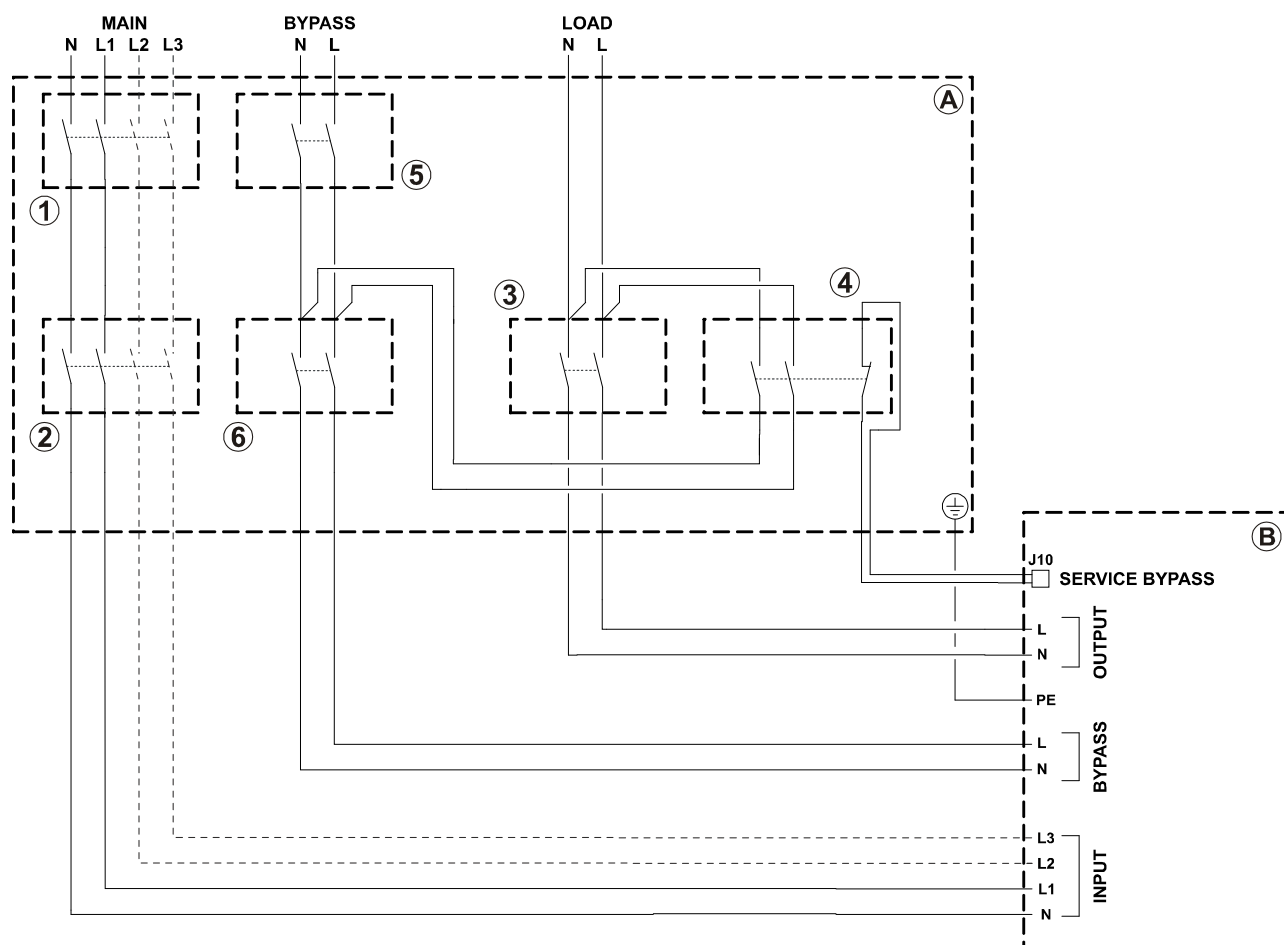 MAIN BYPASS LOAD
N L1 L2 L3 N L N L
A
5
1
3
4
2
6
B
J10
SERVICE BYPASS
L
N
OUTPUT
PE
L
N
BYPASS
L3
L2
L1
N
INPUT